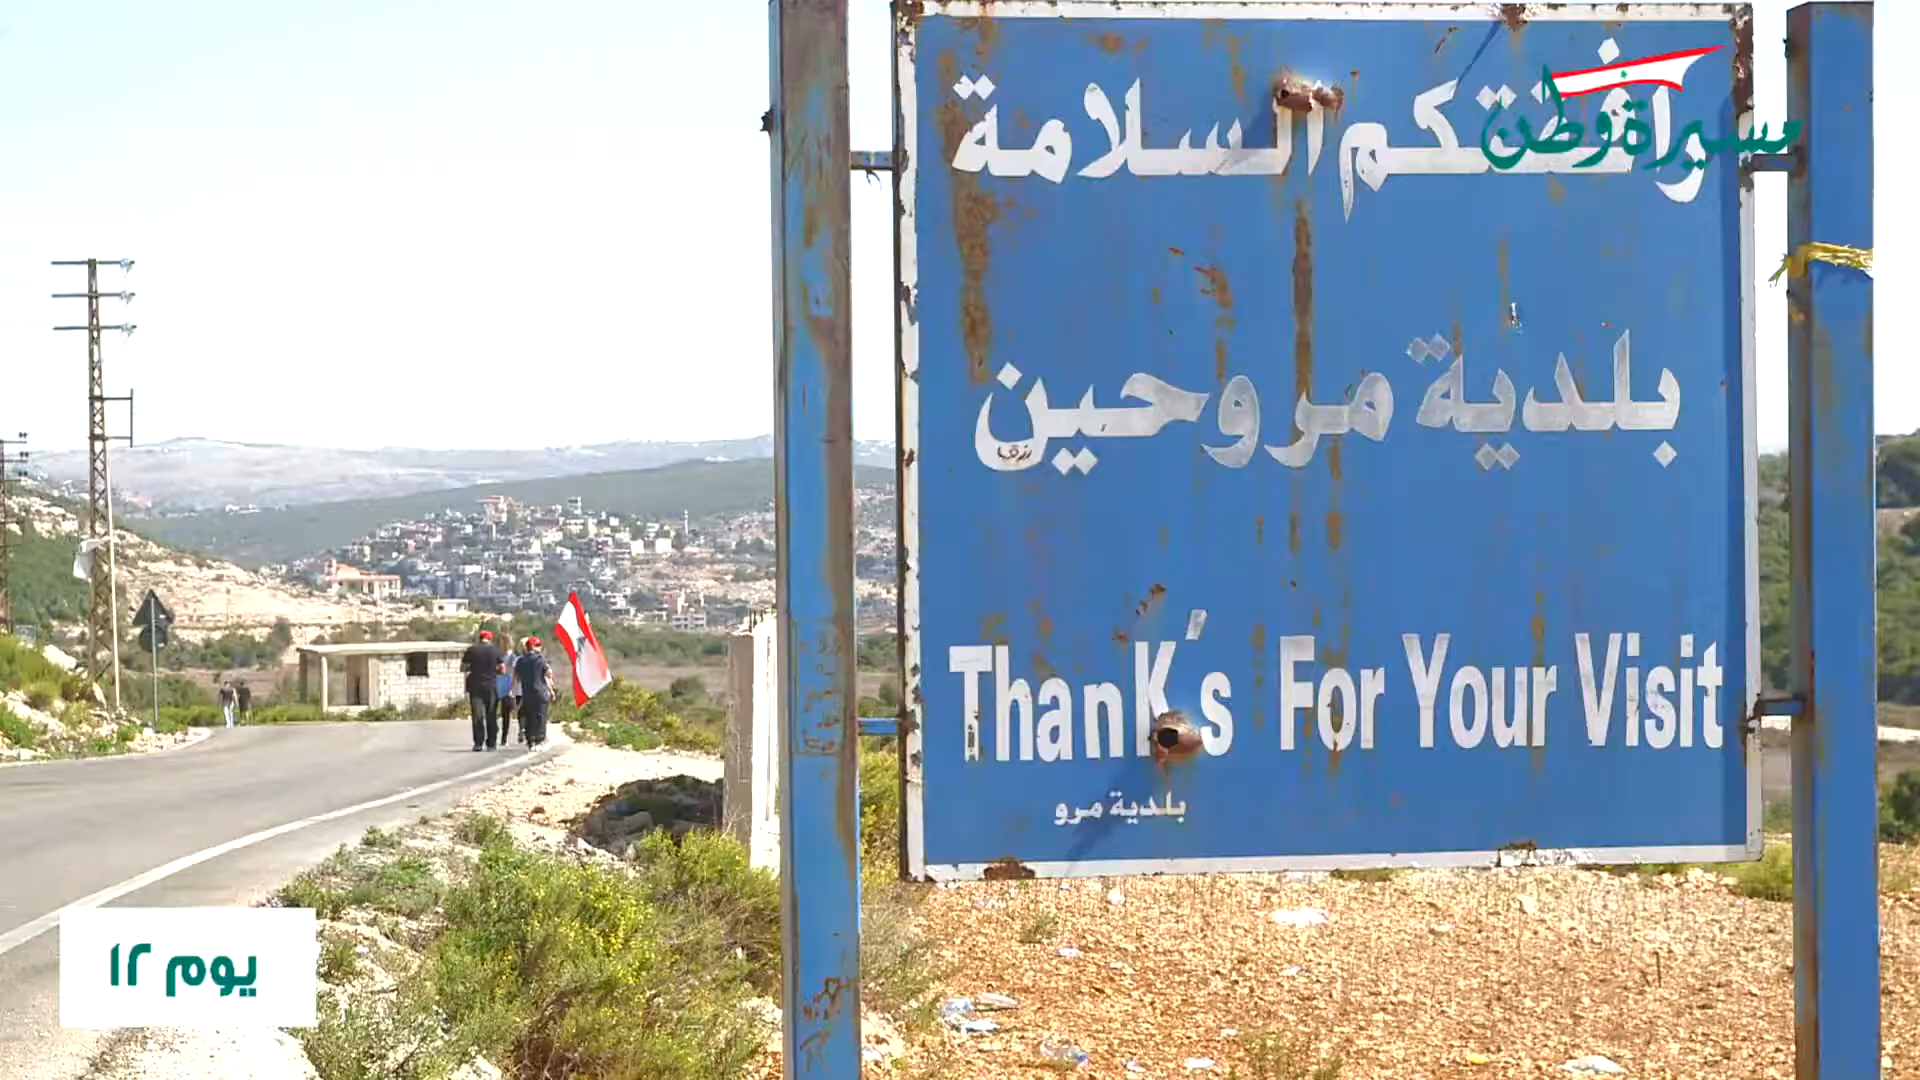 رافقتكم السلامة
مسيرة وطن
بلدية مروحين
ThanK's For Your Visit
بلدية مرو
يوم ١٢